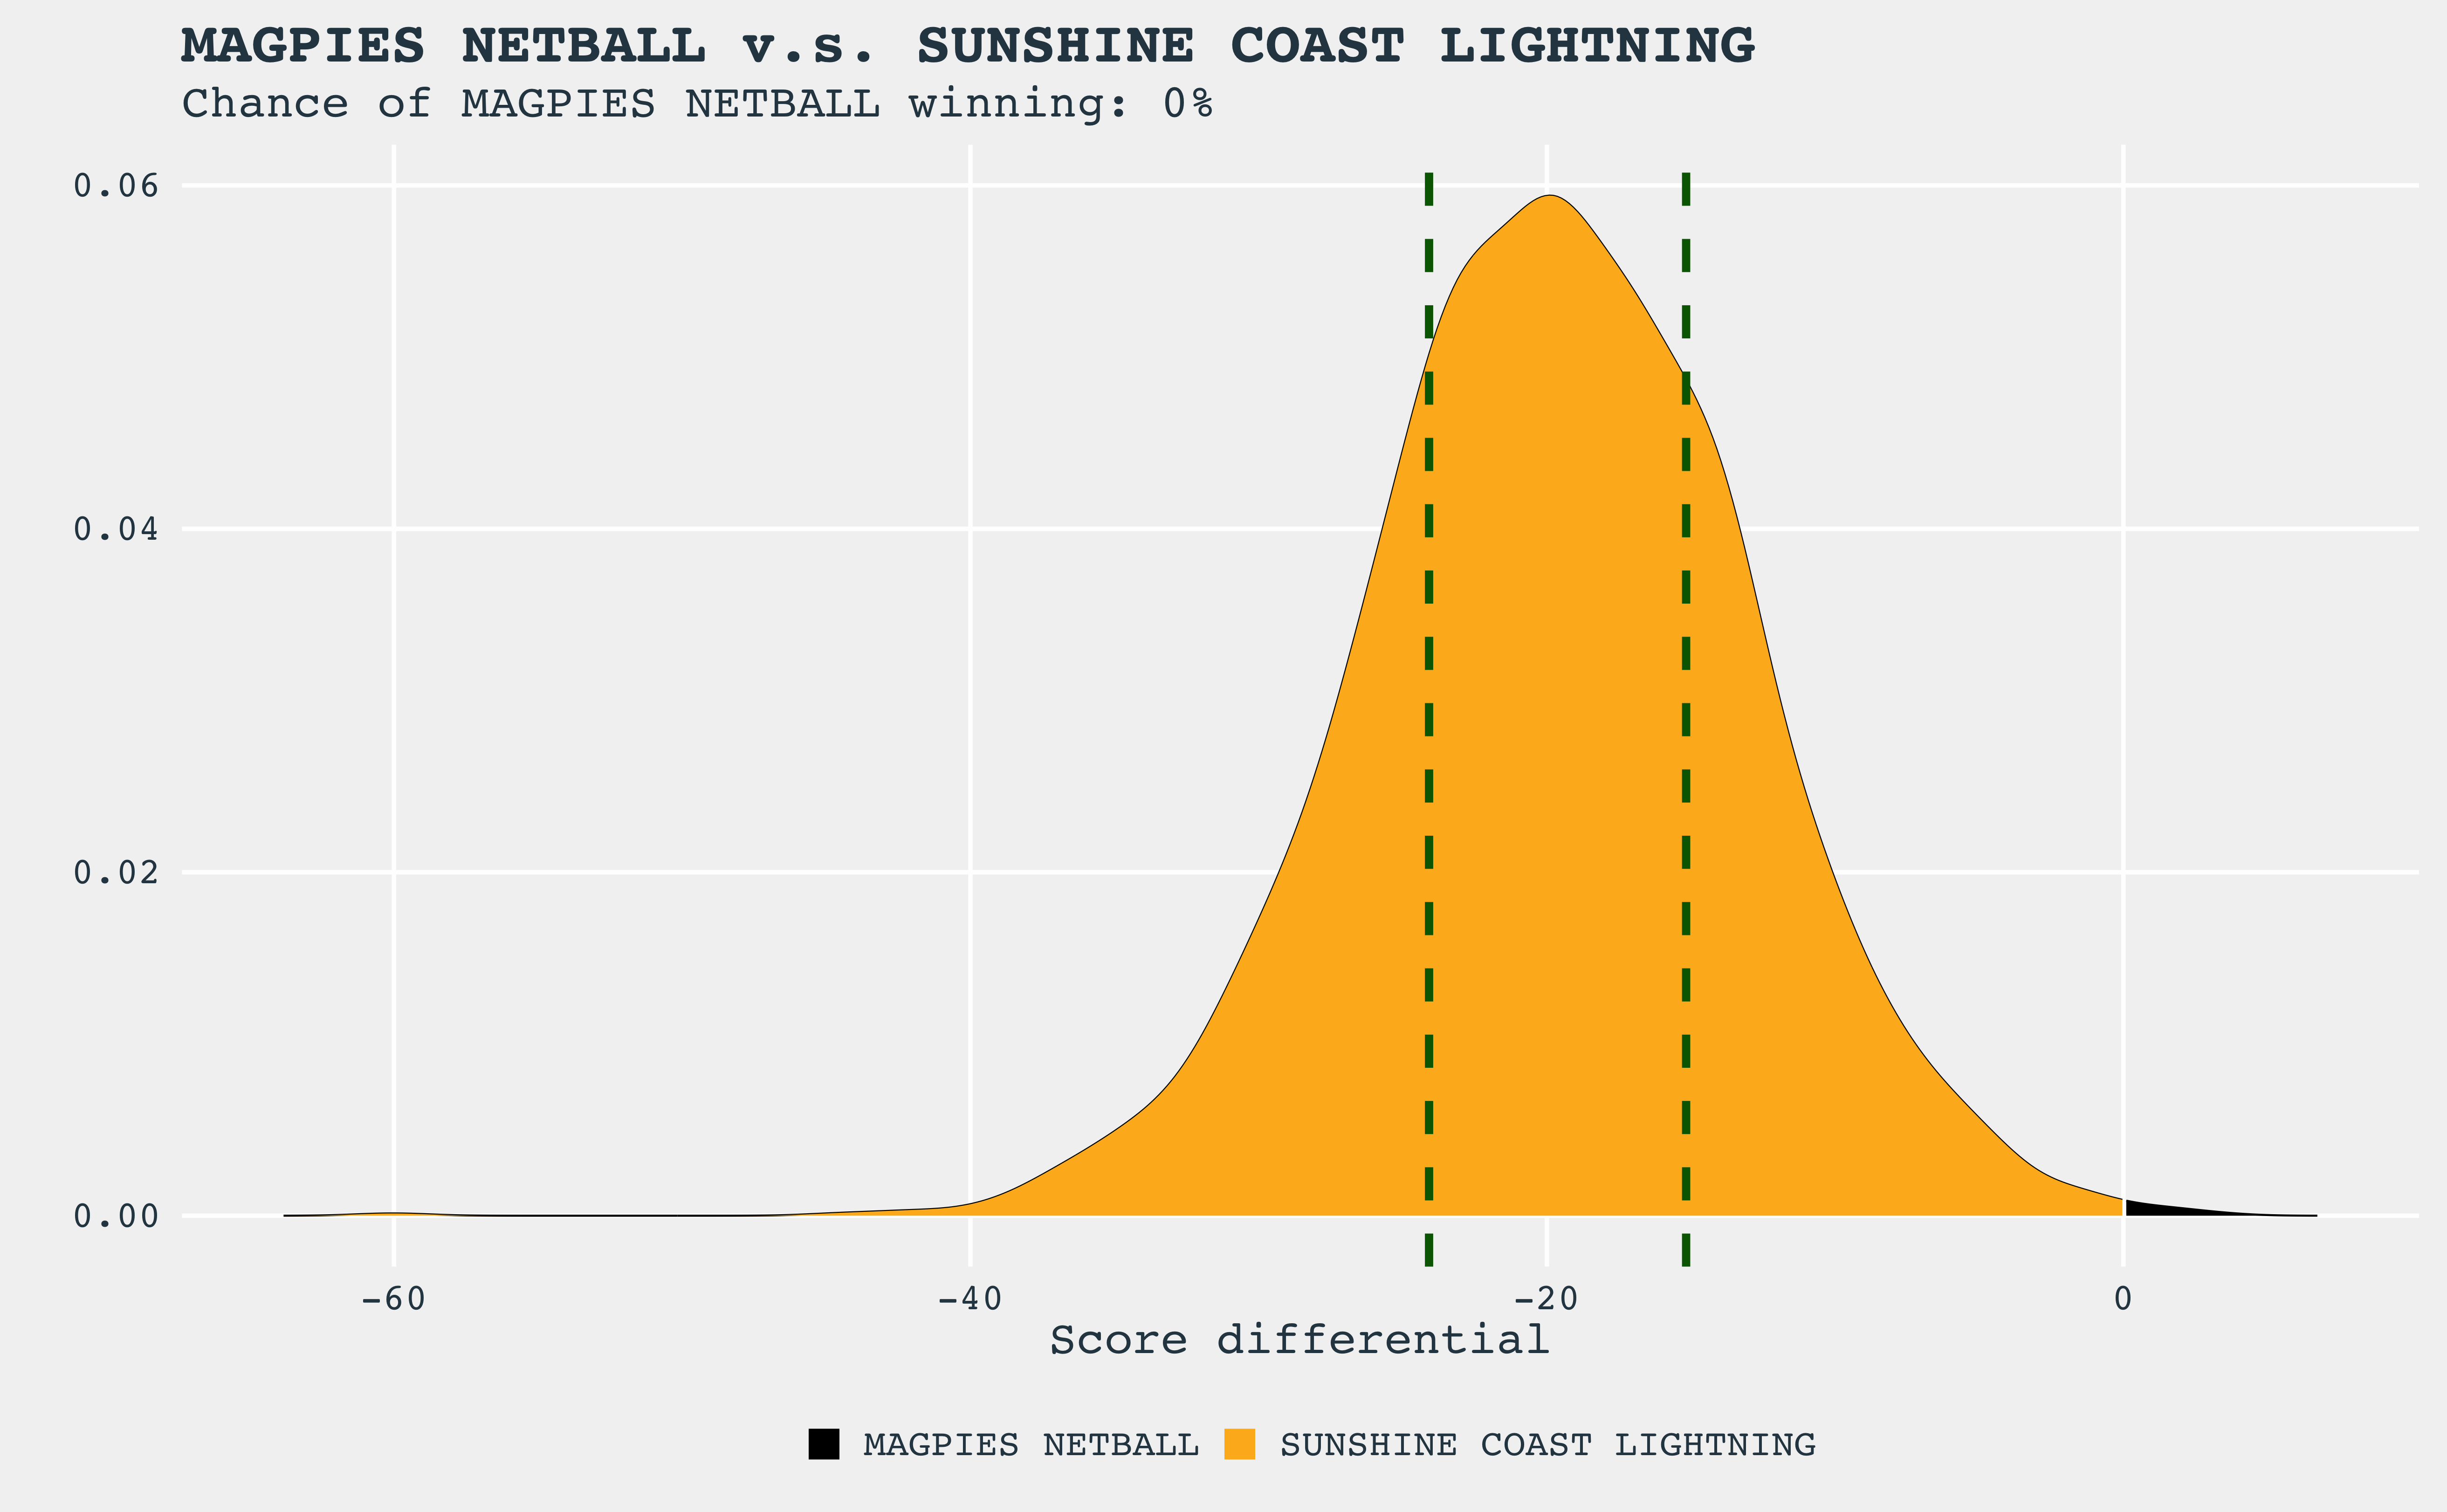 MAGPIES NETBALL v.s. SUNSHINE COAST LIGHTNING
Chance of MAGPIES NETBALL winning: 0%
0.06
0.04
0.02
0.00
-60 -40 -20 0
Score differential
MAGPIES NETBALL SUNSHINE COAST LIGHTNING